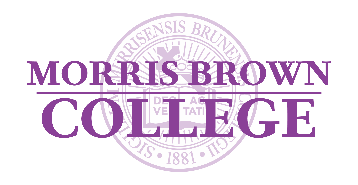 MORRIS BROWN
COLLEGE
· 1881 ·